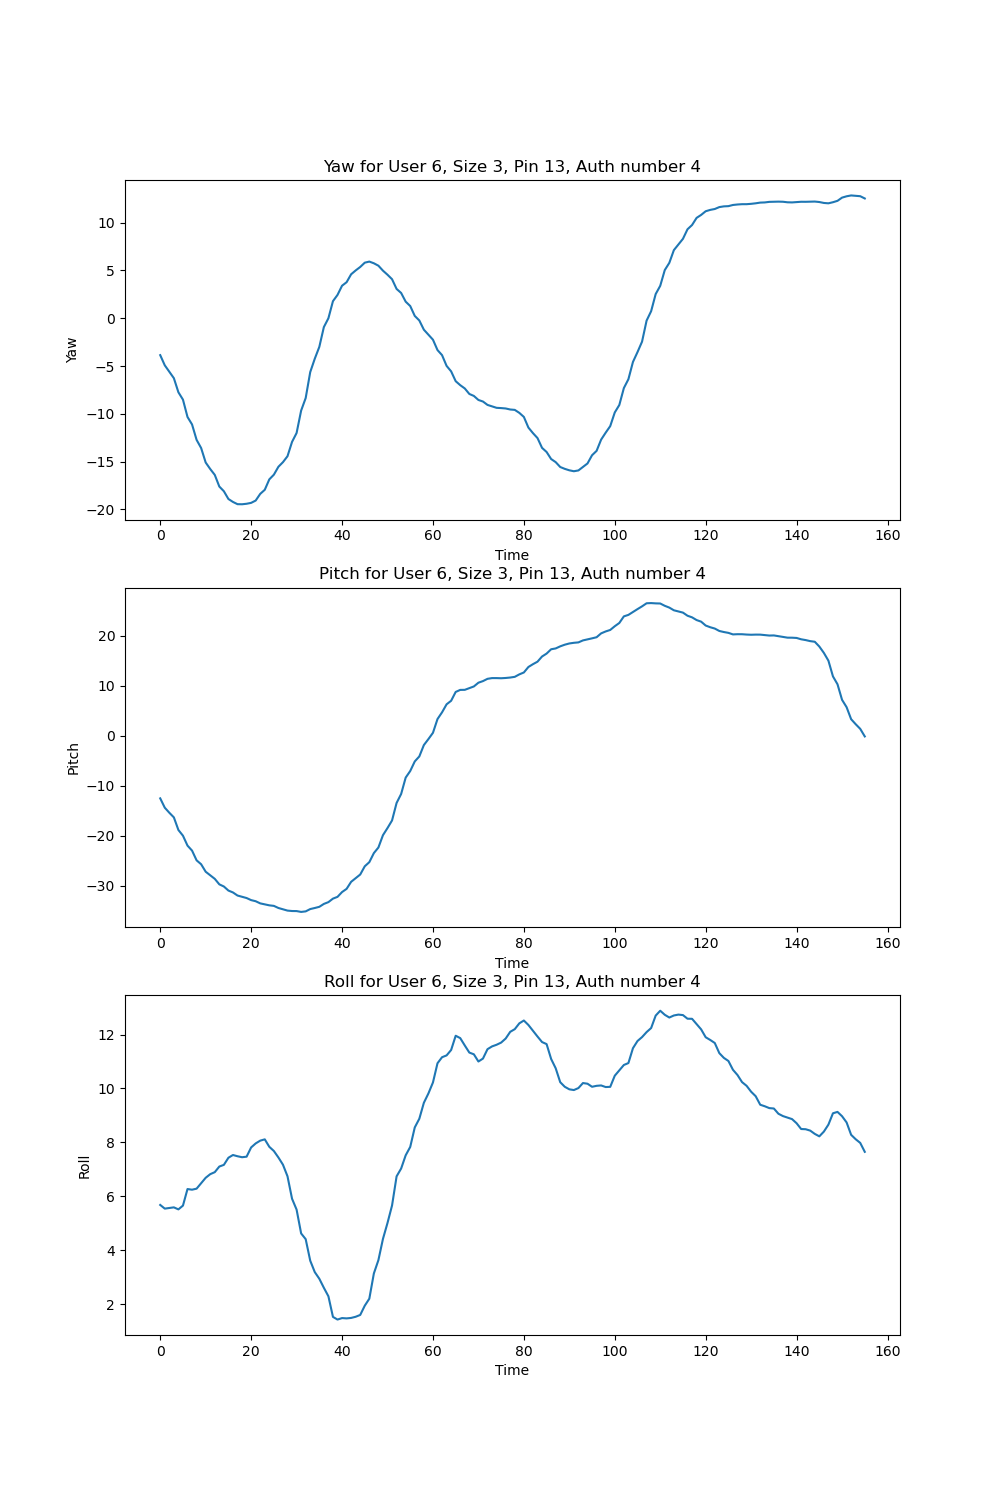 Yaw for User 6, Size 3, Pin 13, Auth number 4
10
5
0
−5
−10
−15
−20
Yaw
0 20 40 60 80 100 120 140 160
Time
Pitch for User 6, Size 3, Pin 13, Auth number 4
20
10
0
−10
−20
−30
Pitch
0 20 40 60 80 100 120 140 160
Time
Roll for User 6, Size 3, Pin 13, Auth number 4
12
10
8
6
4
2
Roll
0 20 40 60 80 100 120 140 160
Time